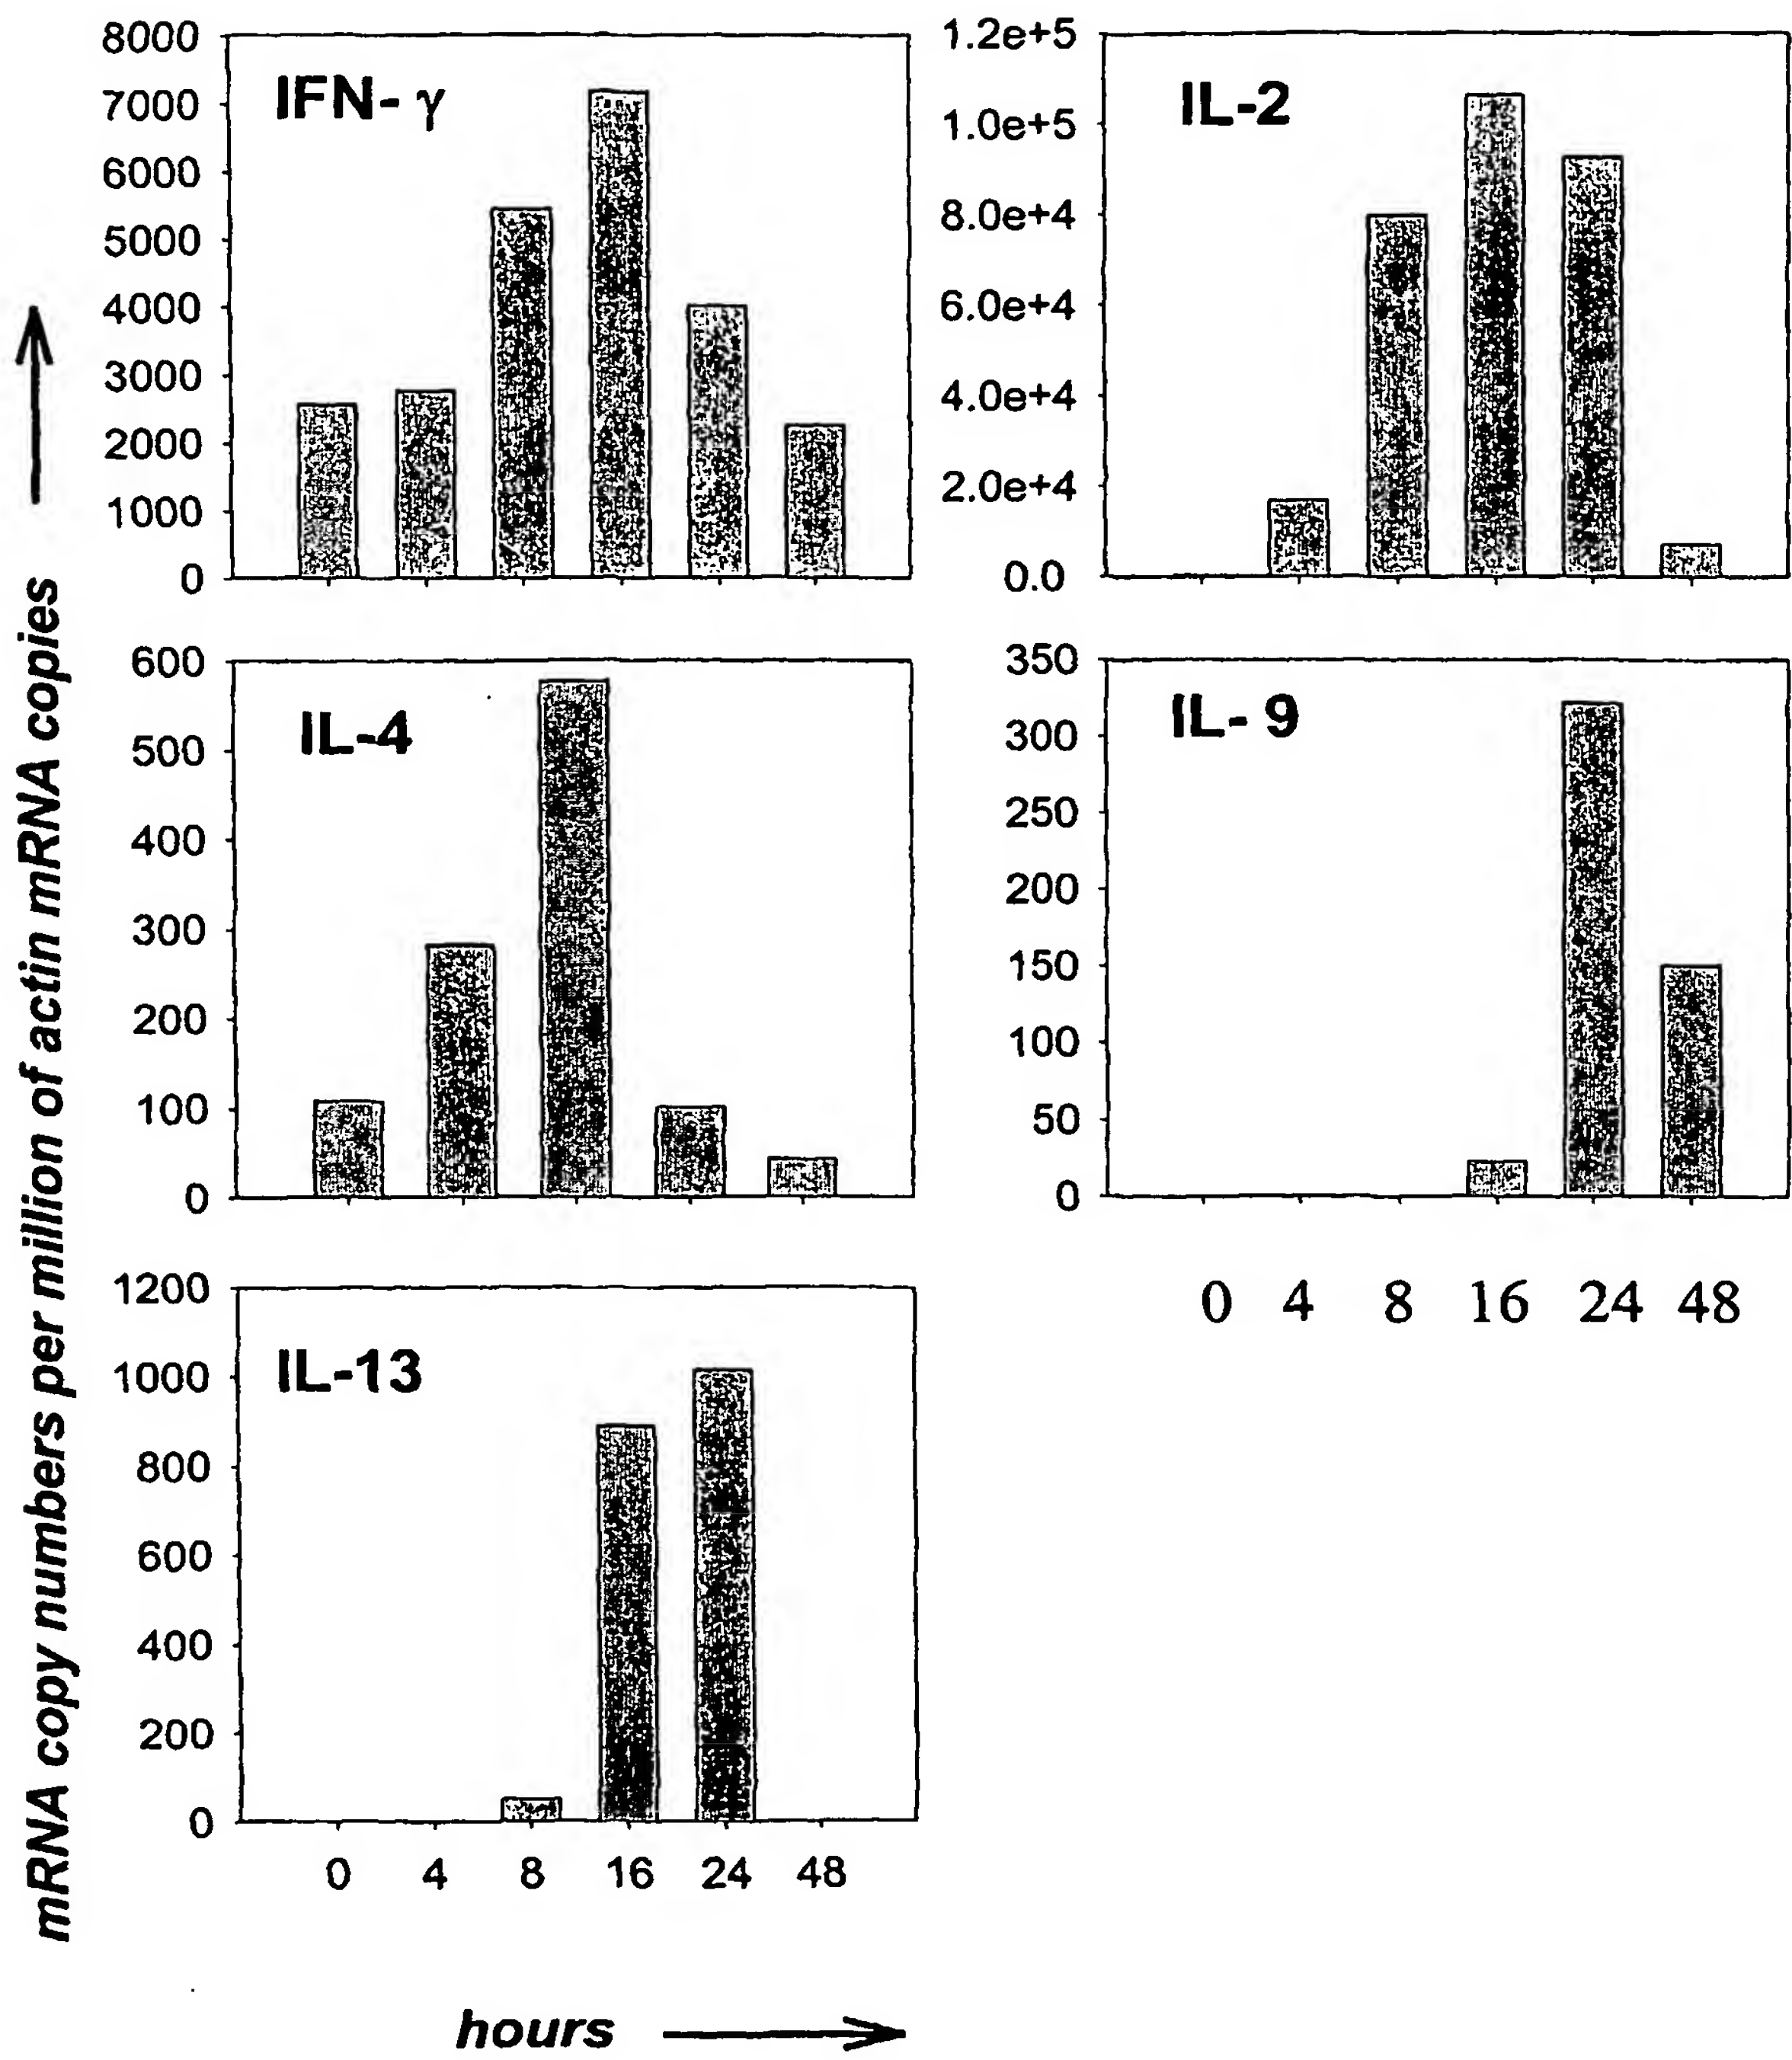 mRNA copy numbers per million of actin mRNA copies
IFN- γ
8000
7000
6000
5000
4000
3000
2000
1000
0
IL-2
1.2e+5
1.0e+5
8.0e+4
6.0e+4
4.0e+4
2.0e+4
0.0
IL-4
600
500
400
300
200
100
0
IL- 9
350
300
250
200
150
100
50
0
0 4 8 16 24 48
IL-13
1200
1000
800
600
400
200
0
0 4 8 16 24 48
hours